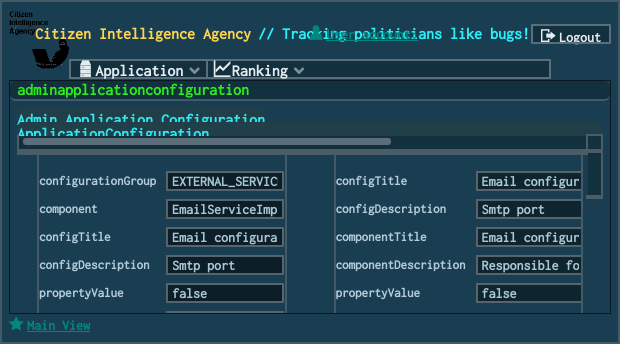 Citizen
Intelligence
Agency
Citizen Intelligence Agency // Tracking politicians like bugs!
Logout
Application Ranking
adminapplicationconfiguration
Admin Application Configuration
ApplicationConfiguration
configurationGroup EXTERNAL_SERVIC configTitle Email configur
component EmailServiceImp configDescription Smtp port
configTitle Email configura componentTitle Email configur
configDescription Smtp port componentDescription Responsible fo
propertyValue false propertyValue false
Main View